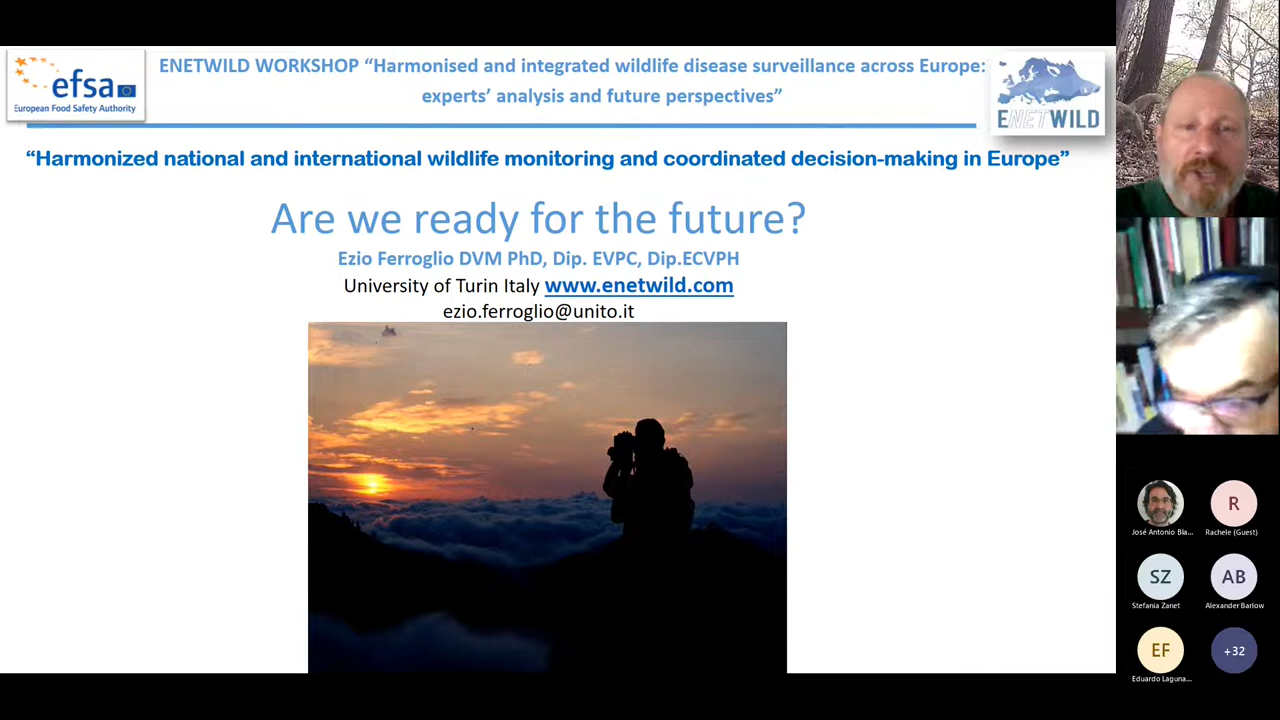 efsa
European Food Safety Authority
ENETWILD WORKSHOP “Harmonised and integrated wildlife disease surveillance across Europe:
experts’ analysis and future perspectives”
ENETWILD
“Harmonized national and international wildlife monitoring and coordinated decision-making in Europe”
Are we ready for the future?
Ezio Ferroglio DVM PhD, Dip. EVPC, Dip.ECVPH
University of Turin Italy www.enetwild.com
ezio.ferroglio@unito.it
R
José Antonio Bla...
Rachele (Guest)
SZ
AB
Stefania Zanet
Alexander Barlow
EF
+32
Eduardo Laguna...